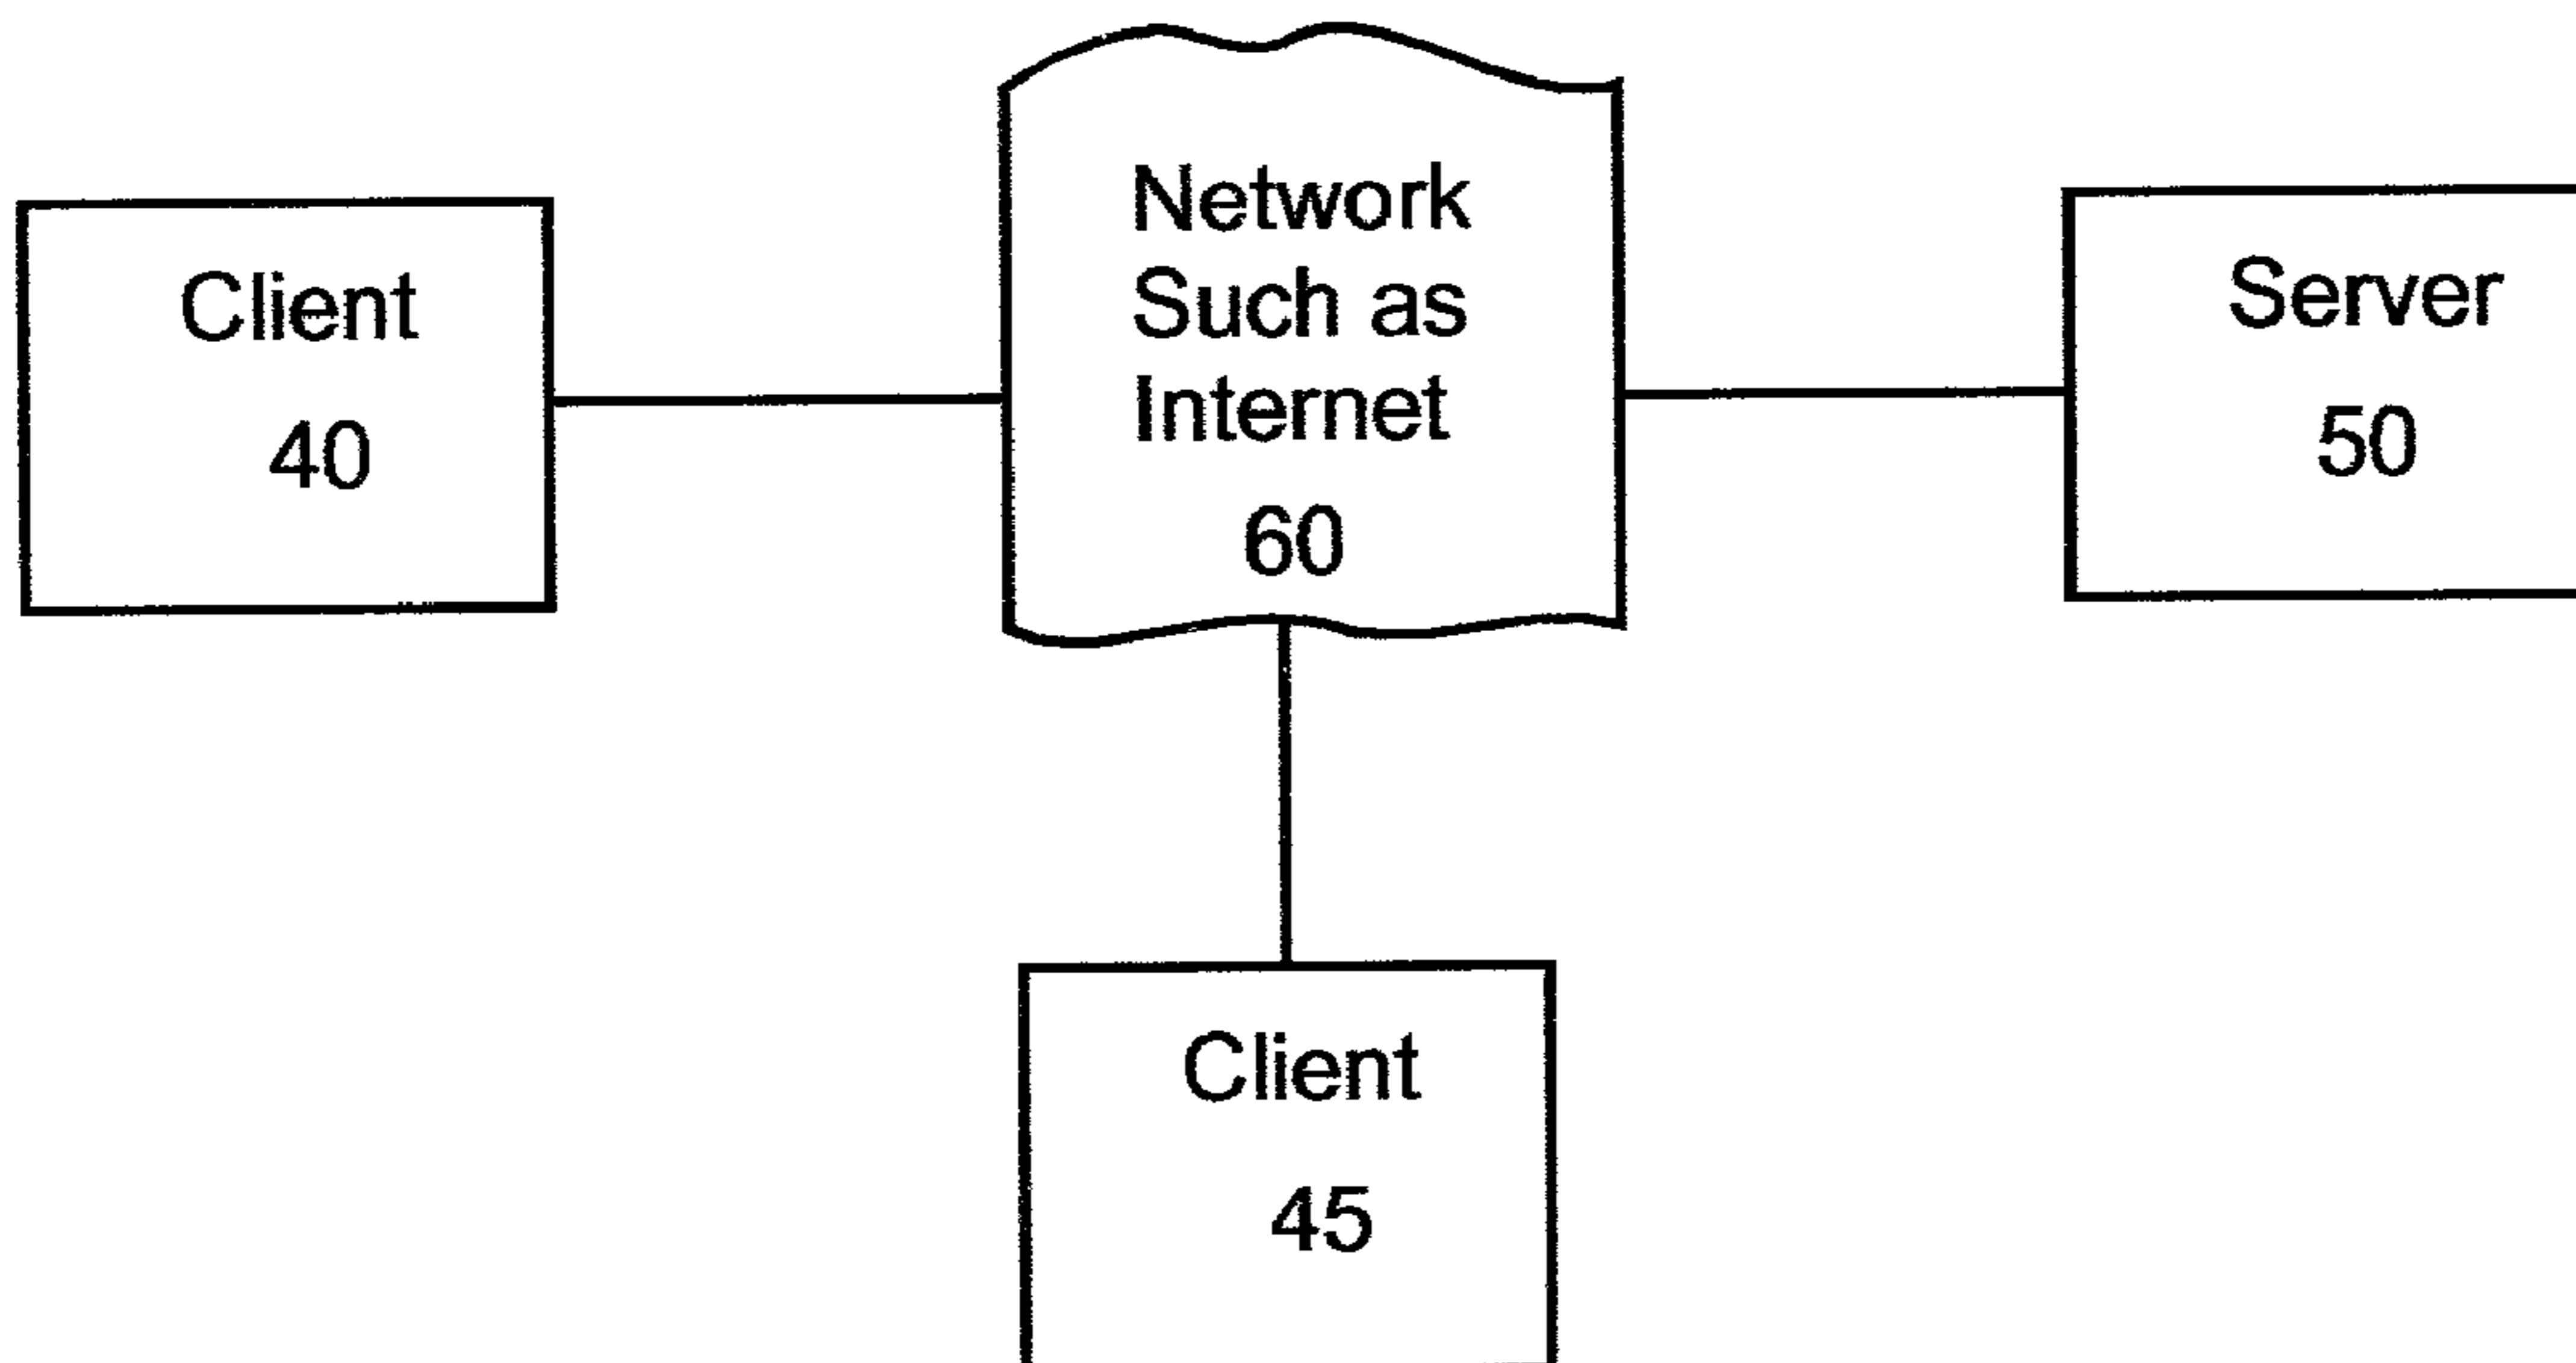 Client
40
Network
Such as
Internet
60
Server
50
Client
45